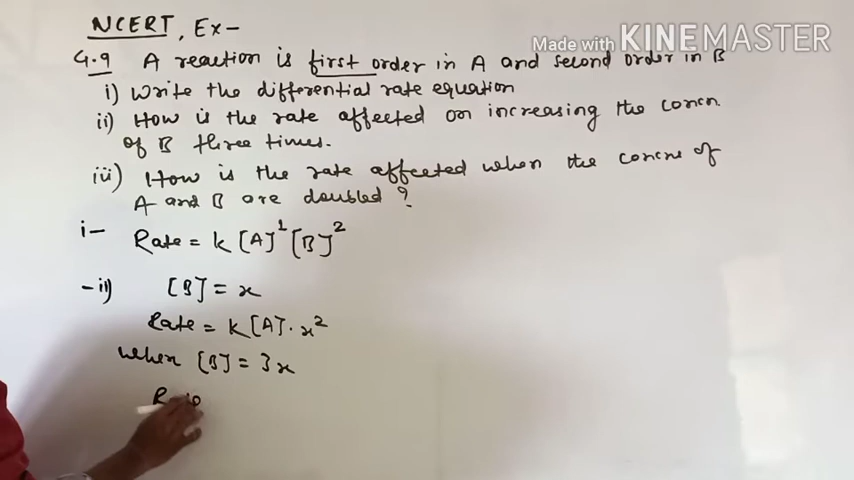 NCERT, Ex-
Made with KINEMASTER
4.9 A reaction is first order in A and second order in B
i) Write the differential rate equation
ii) How is the rate affected on increasing the concn
of B three times.
iii) How is the rate affected when the concne of
A and B are doubled ?
i- Rate = k [A]¹ [B]²
-ii) [B] = x
Rate = k [A] . x²
when [B] = 3x